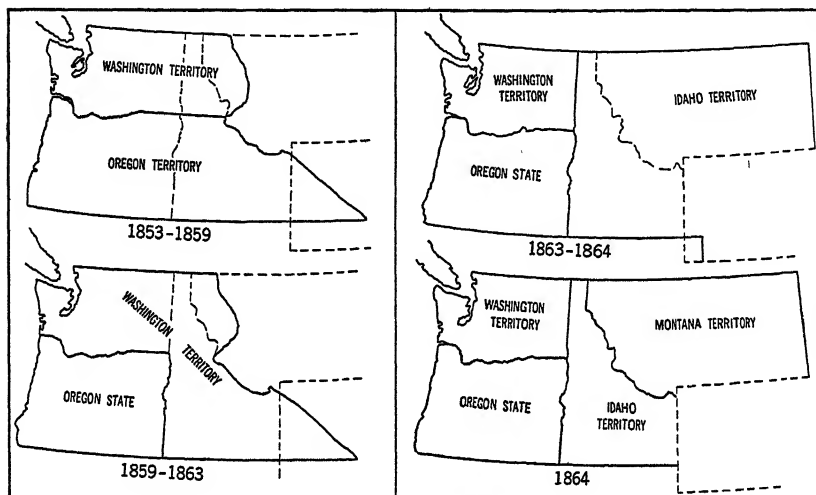 WASHINGTON TERRITORY
OREGON TERRITORY
1853-1859
WASHINGTON
TERRITORY
OREGON STATE
1859-1863
WASHINGTON
TERRITORY
IDAHO TERRITORY
OREGON STATE
1863-1864
WASHINGTON
TERRITORY
MONTANA TERRITORY
OREGON STATE
IDAHO
TERRITORY
1864